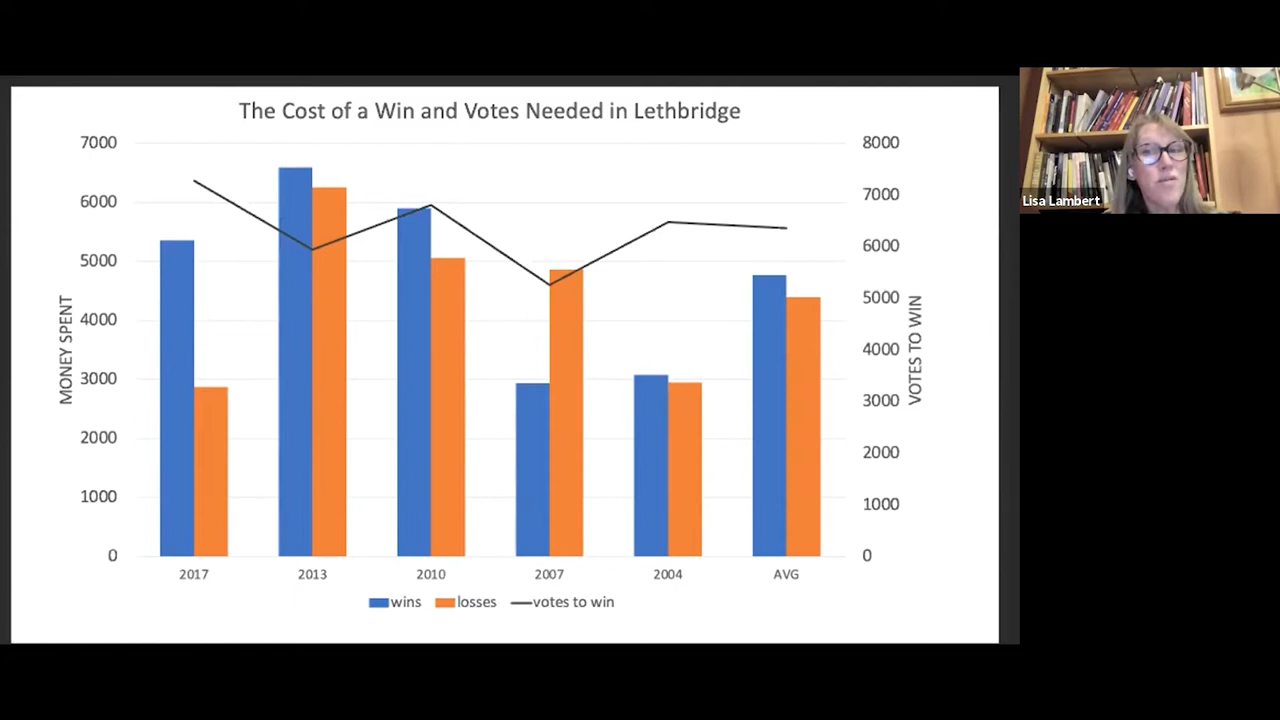 The Cost of a Win and Votes Needed in Lethbridge
7000
6000
5000
4000
3000
2000
1000
0
MONEY SPENT
8000
7000
6000
5000
4000
3000
2000
1000
0
VOTES TO WIN
2017 2013 2010 2007 2004 AVG
wins losses votes to win
Lisa Lambert